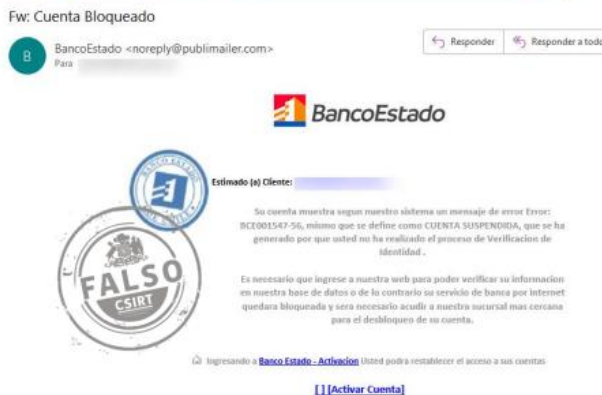 Fw: Cuenta Bloqueado
B
BancoEstado <noreply@publimailer.com>
Para
Responder
Responder a todo
BancoEstado
BANCO ESTADO
DE CHILE
Estimado (a) Cliente:
Su cuenta muestra segun nuestro sistema un mensaje de error Error:
BCE001547-56, mismo que se define como CUENTA SUSPENDIDA, que se ha
generado por que usted no ha realizado el proceso de Verificacion de
Identidad .
FALSO
CSIRT
Es necesario que ingrese a nuestra web para poder verificar su informacion
en nuestra base de datos o de lo contrario su servicio de banca por internet
quedara bloqueada y sera necesario acudir a nuestra sucursal mas cercana
para el desbloqueo de su cuenta.
Ingresando a Banco Estado - Activacion Usted podra restablecer el acceso a sus cuentas
[ ] [Activar Cuenta]